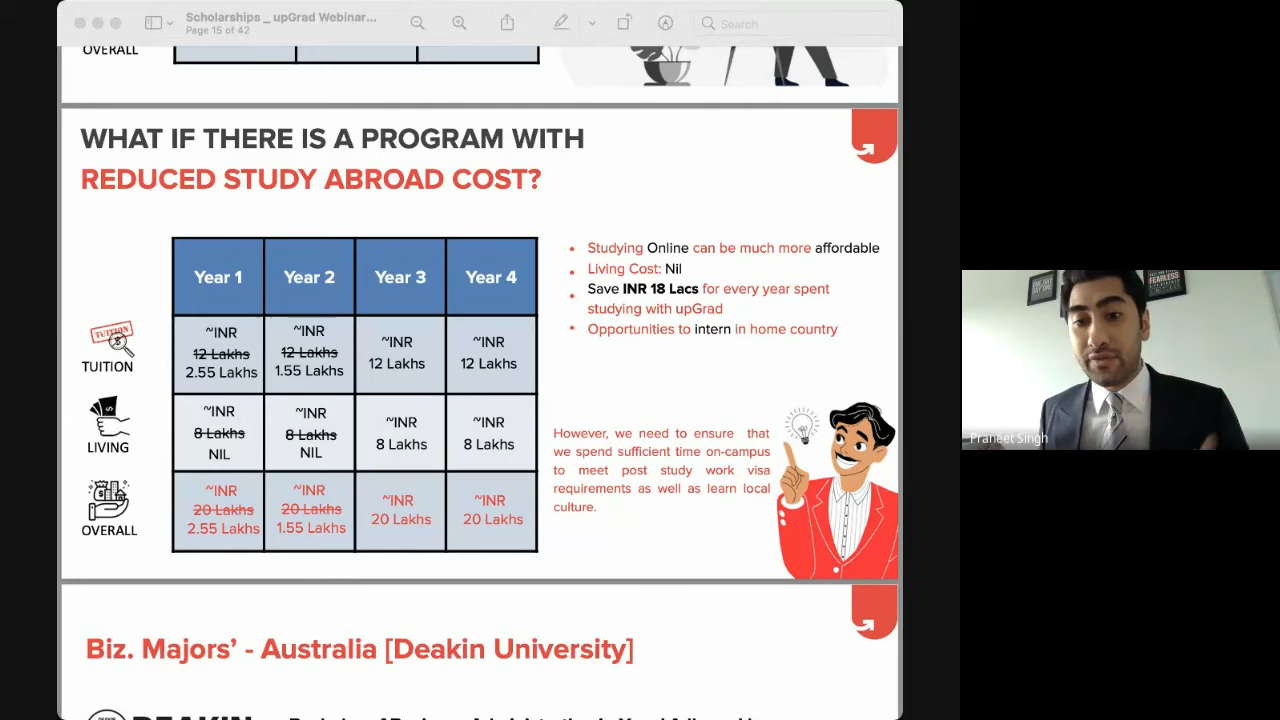 Scholarships _ upGrad Webinar...
Page 15 of 42
Search
OVERALL
WHAT IF THERE IS A PROGRAM WITH
REDUCED STUDY ABROAD COST?
Year 1 Year 2 Year 3 Year 4
TUITION
TUITION
~INR
12 Lakhs
2.55 Lakhs
~INR
12 Lakhs
1.55 Lakhs
~INR
12 Lakhs
~INR
12 Lakhs
LIVING
~INR
8 Lakhs
NIL
~INR
8 Lakhs
NIL
~INR
8 Lakhs
~INR
8 Lakhs
OVERALL
~INR
20 Lakhs
2.55 Lakhs
~INR
20 Lakhs
1.55 Lakhs
~INR
20 Lakhs
~INR
20 Lakhs
• Studying Online can be much more affordable
• Living Cost: Nil
• Save INR 18 Lacs for every year spent
studying with upGrad
• Opportunities to intern in home country
However, we need to ensure that
we spend sufficient time on-campus
to meet post study work visa
requirements as well as learn local
culture.
Biz. Majors' - Australia [Deakin University]
DEAKIN
FEARLESS
Praneet Singh